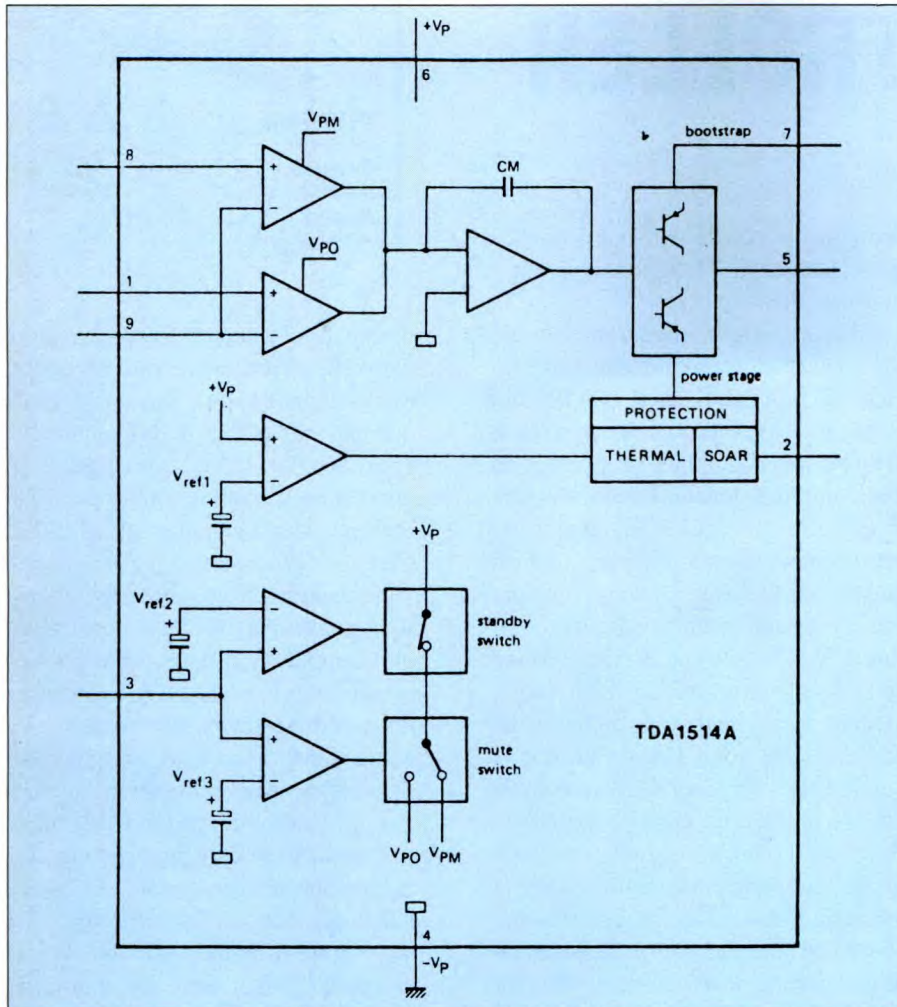 +VP
6
VPM
8
+
−
bootstrap
7
CM
VPO
1
+
5
9
−
power stage
+VP
PROTECTION
+
THERMAL
SOAR
2
Vref1
−
+
+VP
Vref2
−
+
standby
switch
+
3
+
TDA1514A
mute
switch
Vref3
−
+
VPO
VPM
4
−VP